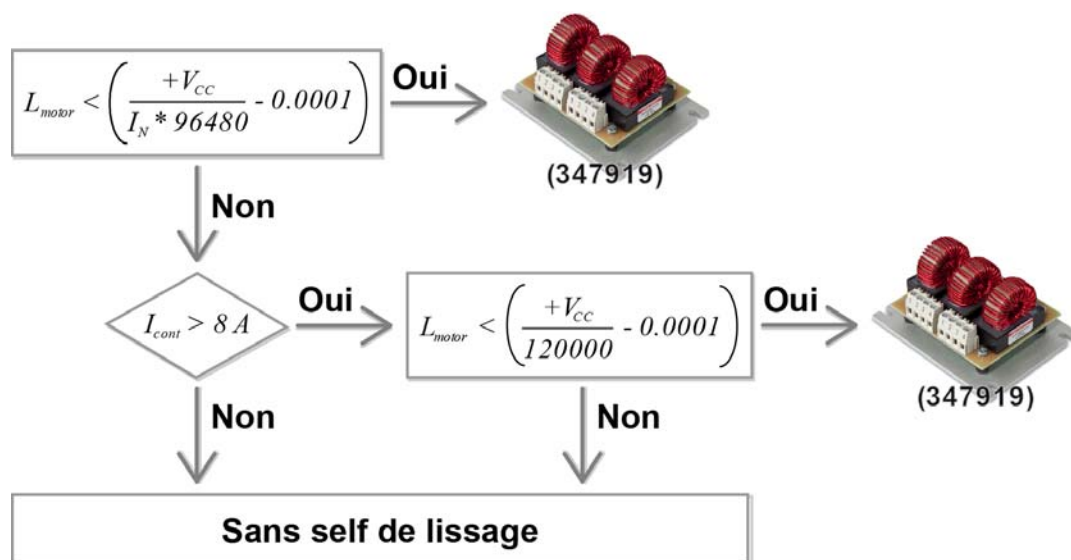 L_motor < ( +V_CC / I_N * 96480 - 0.0001 )
Oui
(347919)
Non
I_cont > 8 A
Oui
L_motor < ( +V_CC / 120000 - 0.0001 )
Oui
(347919)
Non
Non
Sans self de lissage